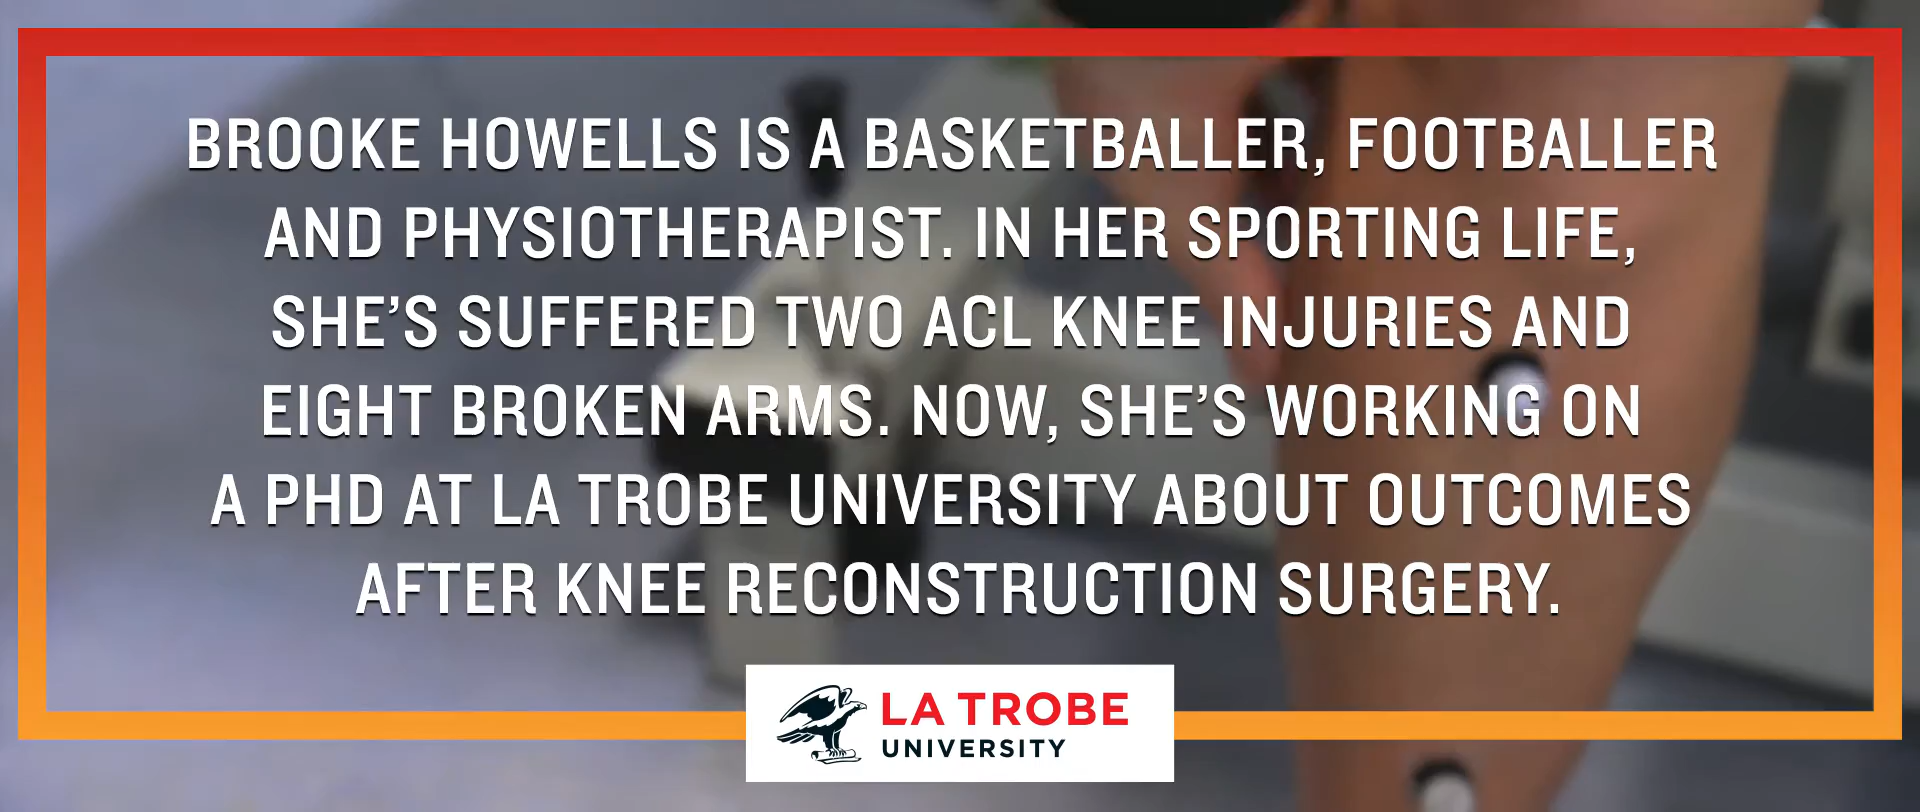 BROOKE HOWELLS IS A BASKETBALLER, FOOTBALLER
AND PHYSIOTHERAPIST. IN HER SPORTING LIFE,
SHE’S SUFFERED TWO ACL KNEE INJURIES AND
EIGHT BROKEN ARMS. NOW, SHE’S WORKING ON
A PHD AT LA TROBE UNIVERSITY ABOUT OUTCOMES
AFTER KNEE RECONSTRUCTION SURGERY.
LA TROBE
UNIVERSITY